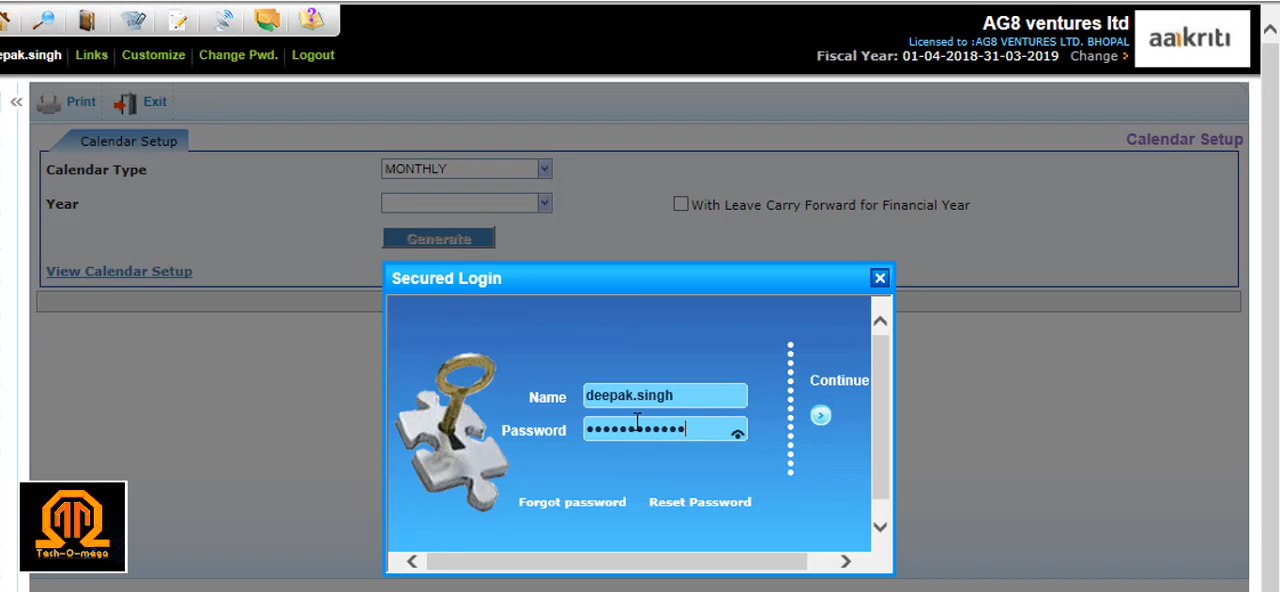 AG8 ventures ltd
Licensed to :AG8 VENTURES LTD. BHOPAL
aakriti
epak.singh Links Customize Change Pwd. Logout
Fiscal Year: 01-04-2018-31-03-2019 Change
Print Exit
Calendar Setup
Calendar Setup
Calendar Type MONTHLY
Year With Leave Carry Forward for Financial Year
Generate
View Calendar Setup
Secured Login
Continue
Name deepak.singh
Password
Forgot password Reset Password
Tech-O-mega